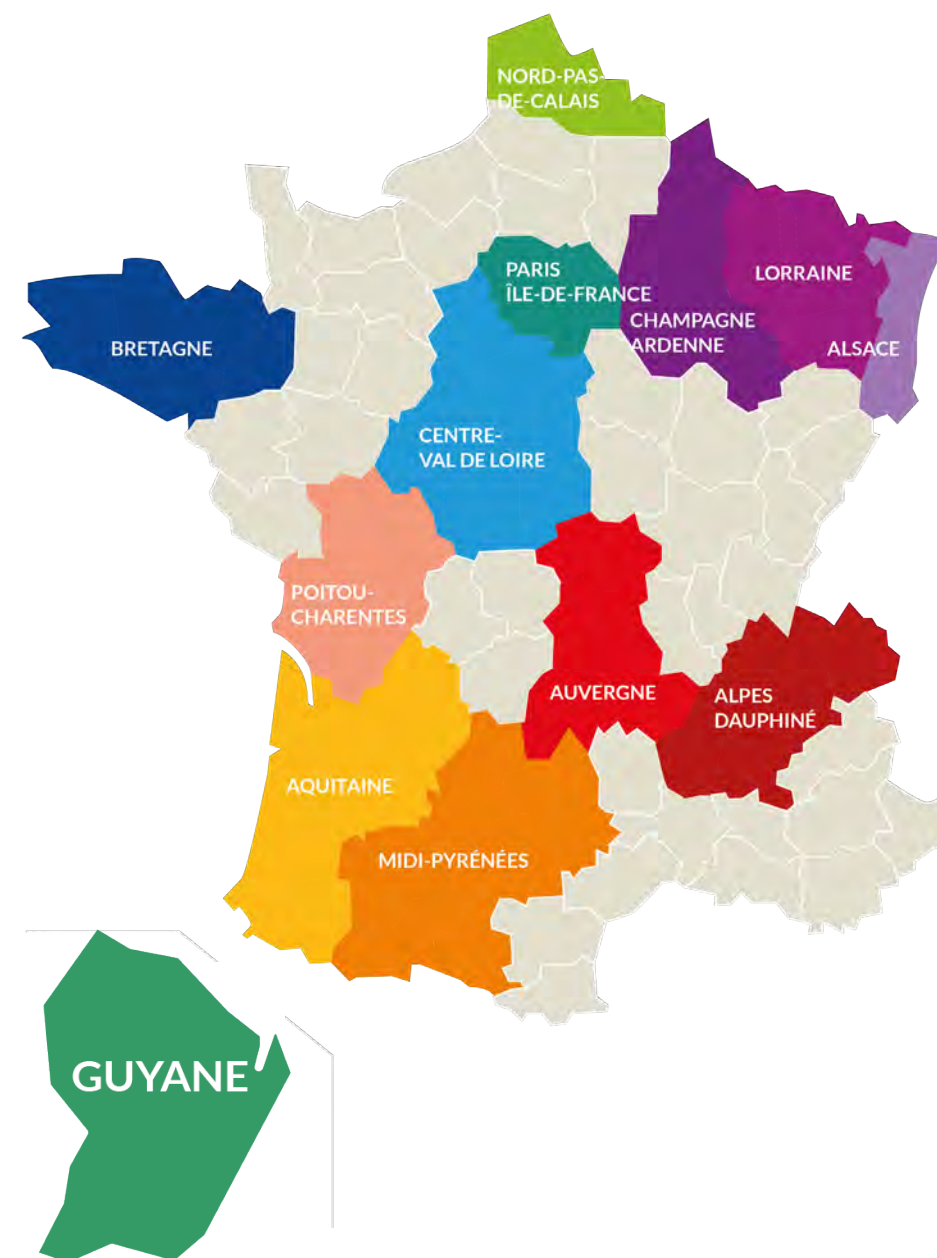 NORD-PAS-
DE-CALAIS
PARIS
ÎLE-DE-FRANCE
LORRAINE
CHAMPAGNE
ARDENNE
ALSACE
BRETAGNE
CENTRE-
VAL DE LOIRE
POITOU-
CHARENTES
AUVERGNE
ALPES
DAUPHINÉ
AQUITAINE
MIDI-PYRÉNÉES
GUYANE